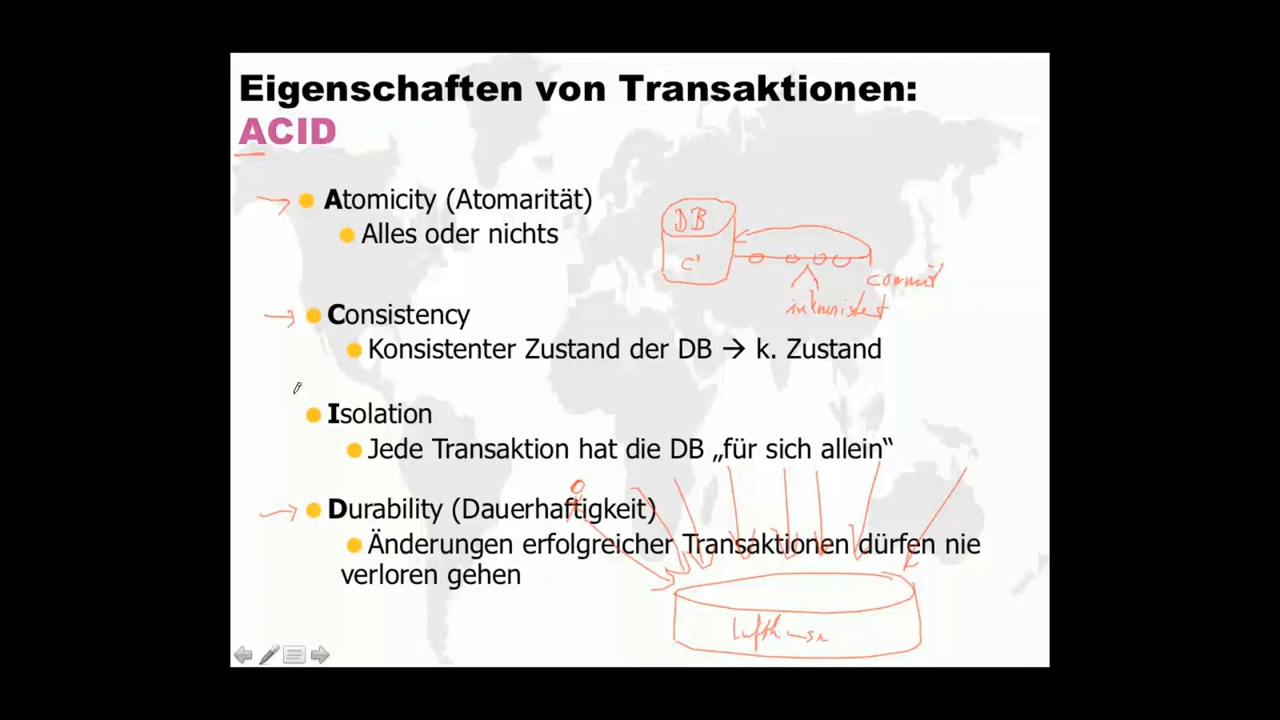 Eigenschaften von Transaktionen:
ACID
Atomicity (Atomarität)
Alles oder nichts
DB
C'
commit
inkonsistent
Consistency
Konsistenter Zustand der DB → k. Zustand
Isolation
Jede Transaktion hat die DB „für sich allein“
Durability (Dauerhaftigkeit)
Änderungen erfolgreicher Transaktionen dürfen nie
verloren gehen
Lufthansa